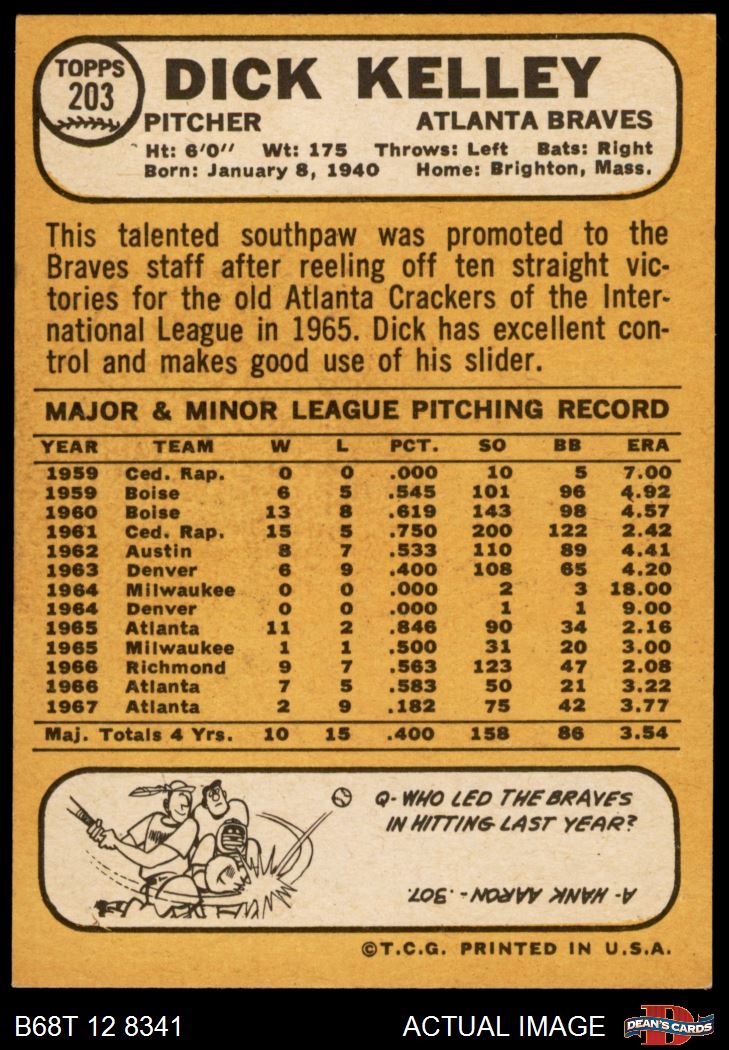 TOPPS
203
DICK KELLEY
PITCHER ATLANTA BRAVES
Ht: 6'0" Wt: 175 Throws: Left Bats: Right
Born: January 8, 1940 Home: Brighton, Mass.
This talented southpaw was promoted to the
Braves staff after reeling off ten straight vic-
tories for the old Atlanta Crackers of the Inter-
national League in 1965. Dick has excellent con-
trol and makes good use of his slider.
MAJOR & MINOR LEAGUE PITCHING RECORD
YEAR TEAM W L PCT. SO BB ERA
1959 Ced. Rap. 0 0 .000 10 5 7.00
1959 Boise 6 5 .545 101 96 4.92
1960 Boise 13 8 .619 143 98 4.57
1961 Ced. Rap. 15 5 .750 200 122 2.42
1962 Austin 8 7 .533 110 89 4.41
1963 Denver 6 9 .400 108 65 4.20
1964 Milwaukee 0 0 .000 2 3 18.00
1964 Denver 0 0 .000 1 1 9.00
1965 Atlanta 11 2 .846 90 34 2.16
1965 Milwaukee 1 1 .500 31 20 3.00
1966 Richmond 9 7 .563 123 47 2.08
1966 Atlanta 7 5 .583 50 21 3.22
1967 Atlanta 2 9 .182 75 42 3.77
Maj. Totals 4 Yrs. 10 15 .400 158 86 3.54
Q- WHO LED THE BRAVES
IN HITTING LAST YEAR?
A- HANK AARON - .307.
©T.C.G. PRINTED IN U.S.A.
B68T 12 8341 ACTUAL IMAGE
D
DEAN'S CARDS